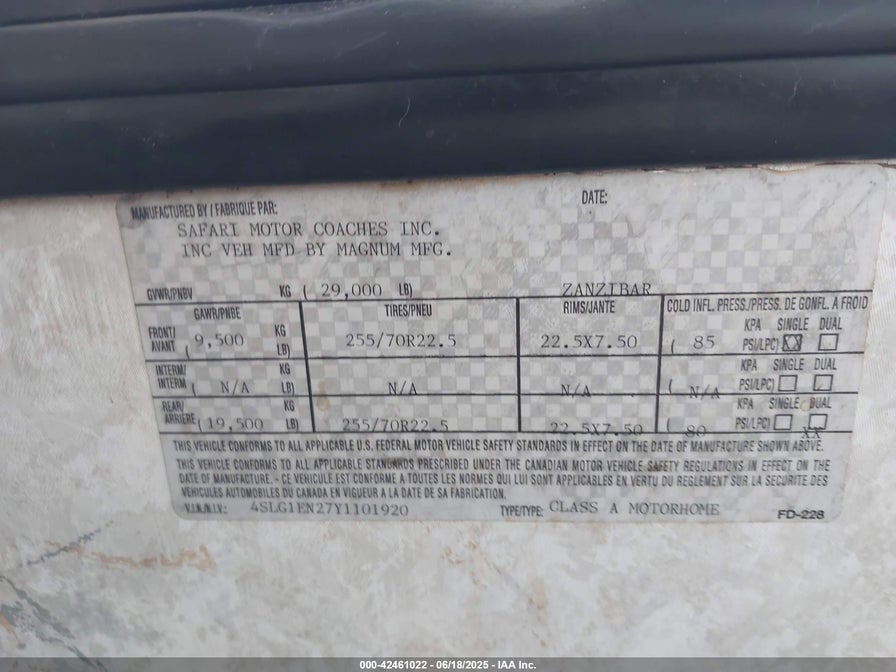 MANUFACTURED BY / FABRIQUE PAR: DATE:
SAFARI MOTOR COACHES INC.
INC VEH MFD BY MAGNUM MFG.
GVWR/PNBV KG ( 29,000 LB) ZANZIBAR
GAWR/PNBE TIRES/PNEU RIMS/JANTE COLD INFL. PRESS./PRESS. DE GONFL. A FROID
FRONT/ KG KPA SINGLE DUAL
AVANT ( 9,500 LB) 255/70R22.5 22.5X7.50 ( 85 PSI/LPC) XX
INTERM/ KG KPA SINGLE DUAL
INTERM ( N/A LB) N/A N/A ( N/A PSI/LPC)
REAR/ KG KPA SINGLE DUAL
ARRIERE ( 19,500 LB) 255/70R22.5 22.5X7.50 ( 80 PSI/LPC) XX
THIS VEHICLE CONFORMS TO ALL APPLICABLE U.S. FEDERAL MOTOR VEHICLE SAFETY STANDARDS IN EFFECT ON THE DATE OF MANUFACTURE SHOWN ABOVE.
THIS VEHICLE CONFORMS TO ALL APPLICABLE STANDARDS PRESCRIBED UNDER THE CANADIAN MOTOR VEHICLE SAFETY REGULATIONS IN EFFECT ON THE
DATE OF MANUFACTURE. - CE VEHICULE EST CONFORME A TOUTES LES NORMES QUI LUI SONT APPLICABLES EN VERTU DU REGLEMENT SUR LA SECURITE DES
VEHICULES AUTOMOBILES DU CANADA EN VIGUEUR A LA DATE DE SA FABRICATION.
V.I.N./N.I.V.: 4SLG1EN27Y1101920 TYPE/TYPE: CLASS A MOTORHOME FD-228
000-42461022 - 06/18/2025 - IAA Inc.